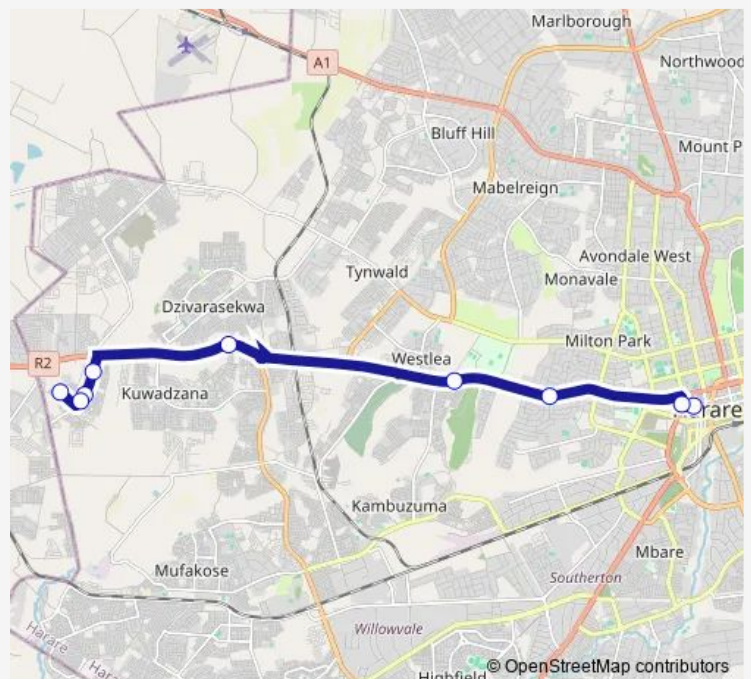 Marlborough
A1
Northwood
Bluff Hill
Mount P
Mabelreign
Avondale West
Tynwald
Monavale
Dzivarasekwa
Milton Park
R2
Westlea
Kuwadzana
rare
Kambuzuma
Mbare
Mufakose
Southerton
Willowvale
Harare
Hara
Highfield
© OpenStreetMap contributors